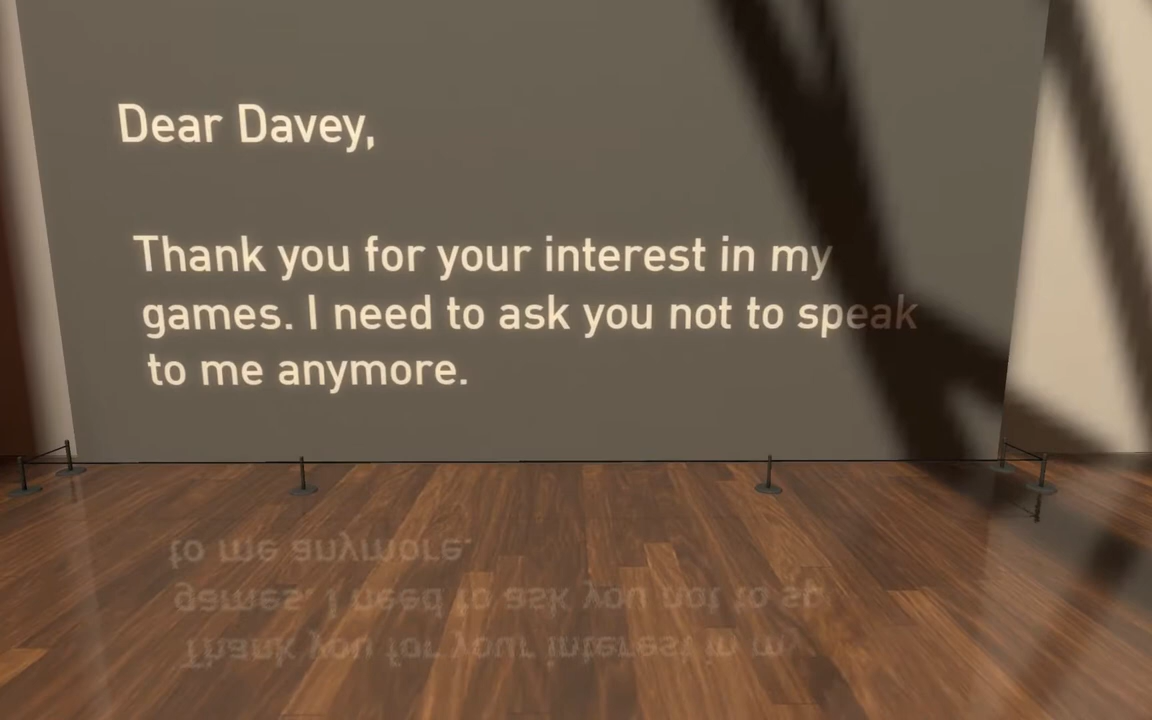 Dear Davey,
Thank you for your interest in my
games. I need to ask you not to speak
to me anymore.